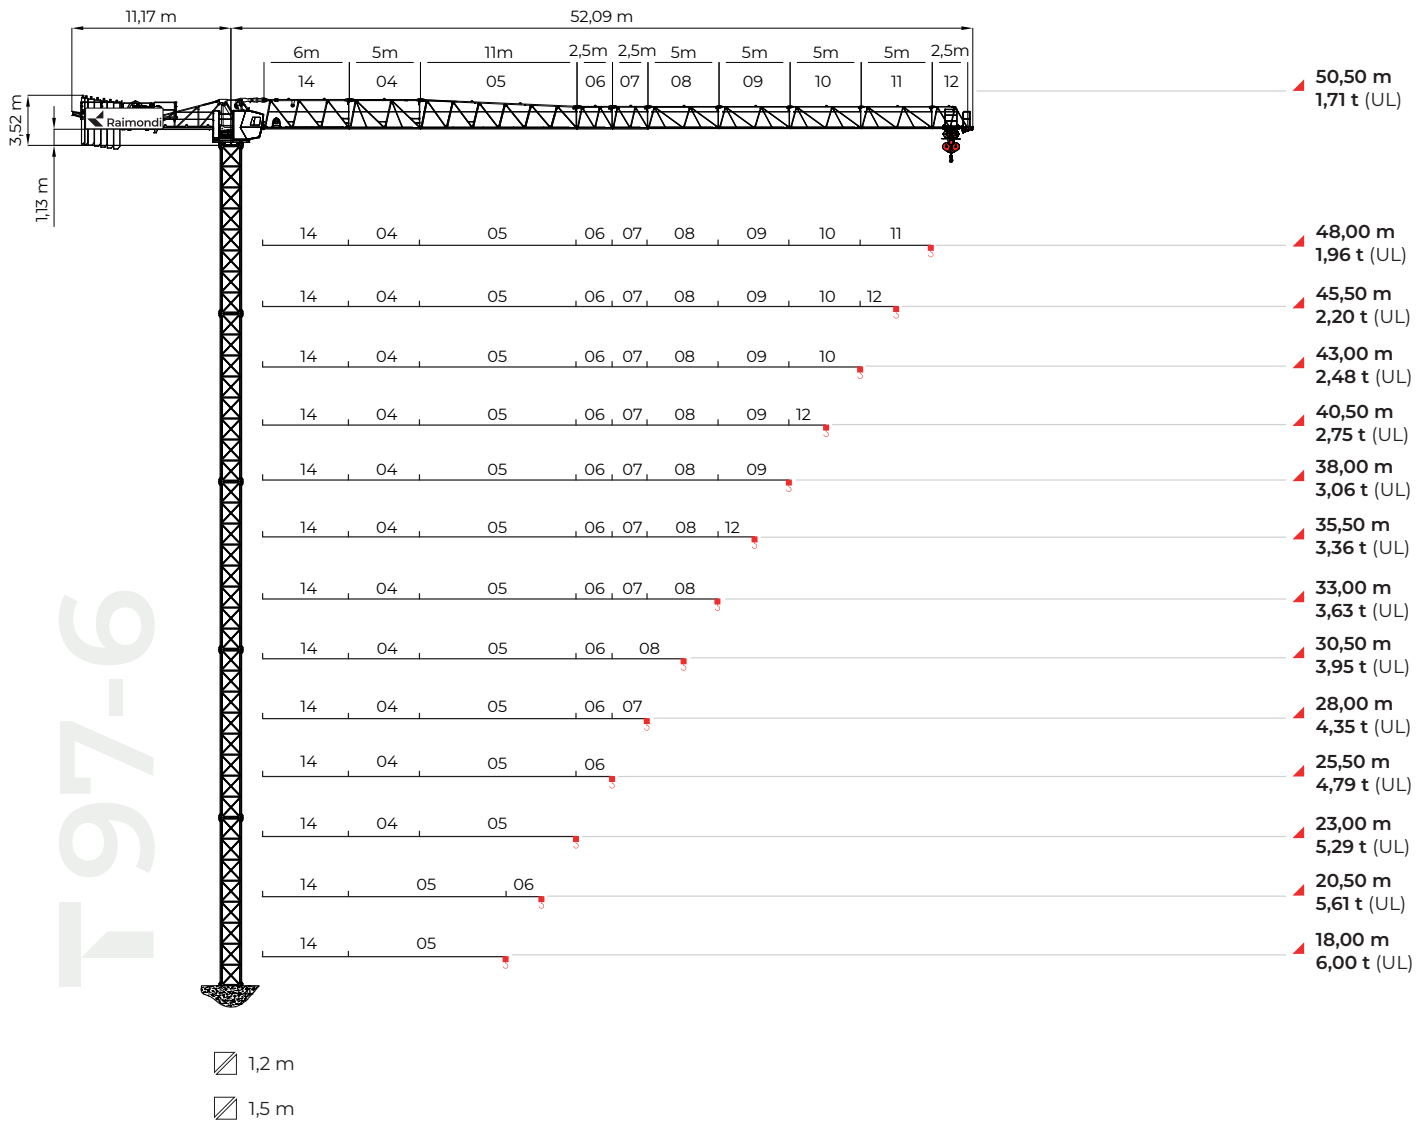 11,17 m 52,09 m
6m 5m 11m 2,5m 2,5m 5m 5m 5m 5m 2,5m
14 04 05 06 07 08 09 10 11 12
50,50 m
1,71 t (UL)
3,52 m
Raimondi
1,13 m
14 04 05 06 07 08 09 10 11
48,00 m
1,96 t (UL)
14 04 05 06 07 08 09 10 12
45,50 m
2,20 t (UL)
14 04 05 06 07 08 09 10
43,00 m
2,48 t (UL)
14 04 05 06 07 08 09 12
40,50 m
2,75 t (UL)
14 04 05 06 07 08 09
38,00 m
3,06 t (UL)
14 04 05 06 07 08 12
35,50 m
3,36 t (UL)
14 04 05 06 07 08
33,00 m
3,63 t (UL)
14 04 05 06 08
30,50 m
3,95 t (UL)
14 04 05 06 07
28,00 m
4,35 t (UL)
14 04 05 06
25,50 m
4,79 t (UL)
14 04 05
23,00 m
5,29 t (UL)
14 05 06
20,50 m
5,61 t (UL)
14 05
18,00 m
6,00 t (UL)
T 97-6
1,2 m
1,5 m